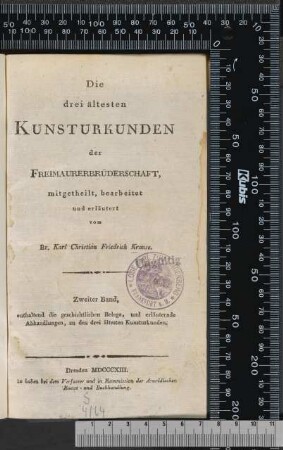 Die
drei ältesten
KUNSTURKUNDEN
der
FREIMAURERBRÜDERSCHAFT,
mitgetheilt, bearbeitet
und erläutert
vom
Br. Karl Christian Friedrich Krause.
Zweiter Band,
enthaltend die geschichtlichen Belege, und erläuternde
Abhandlungen, zu den drei ältesten Kunsturkunden;
Dresden MDCCCXIII.
zu haben bei dem Verfasser und in Kommission der Arnoldischen
Kunst- und Buchhandlung.
Kubis